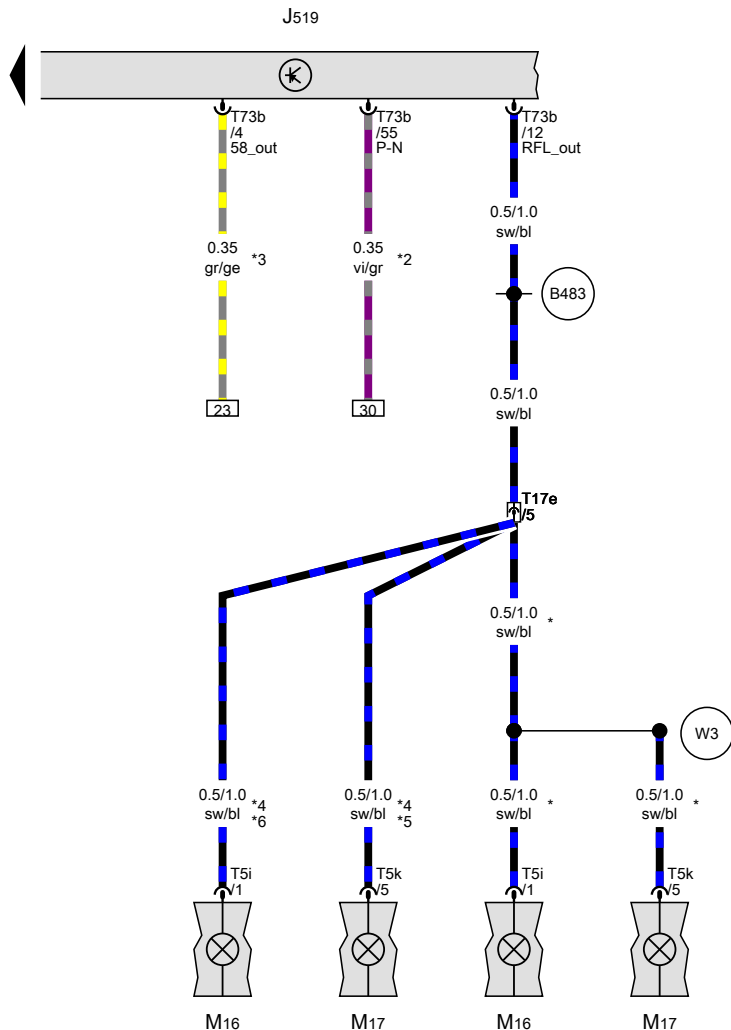 J519
T73b
/4
58_out
T73b
/55
P-N
T73b
/12
RFL_out
0.5/1.0
sw/bl
0.35
gr/ge *3
0.35
vi/gr *2
B483
23
30
0.5/1.0
sw/bl
T17e
/5
0.5/1.0
sw/bl *
W3
0.5/1.0
sw/bl *4
*6
0.5/1.0
sw/bl *4
*5
0.5/1.0
sw/bl *
0.5/1.0
sw/bl *
T5i
/1
T5k
/5
T5i
/1
T5k
/5
M16
M17
M16
M17